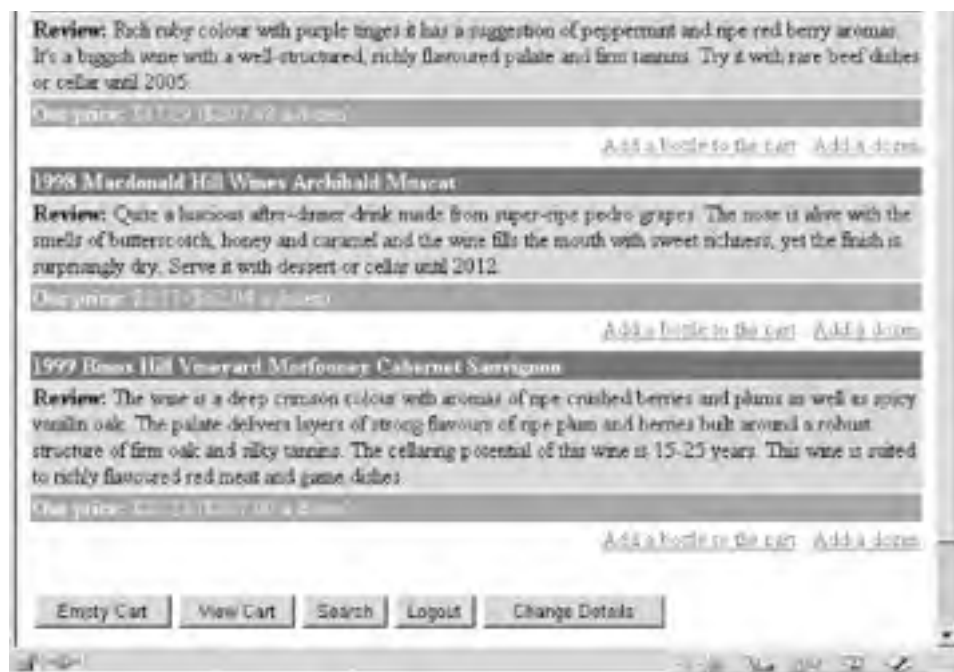 Review: Rich ruby colour with purple tinges it has a suggestion of peppermint and ripe red berry aromas.
It's a biggish wine with a well-structured, richly flavoured palate and firm tannins. Try it with rare beef dishes
or cellar until 2005.
Our price: a dozen)
Add a bottle to the cart Add a dozen
1998 Macdonald Hill Wines Archibald Muscat
Review: Quite a luscious after-dinner drink made from super-ripe pedro grapes. The nose is alive with the
smells of butterscotch, honey and caramel and the wine fills the mouth with sweet richness, yet the finish is
surprisingly dry. Serve it with dessert or cellar until 2012.
Our price: a dozen)
Add a bottle to the cart Add a dozen
1999 Hill Vineyard Morfooney Cabernet Sauvignon
Review: The wine is a deep crimson colour with aromas of ripe crushed berries and plums as well as spicy
vanilin oak. The palate delivers layers of strong flavours of ripe plum and berries built around a robust
structure of firm oak and silky tannins. The cellaring potential of this wine is 15-25 years. This wine is suited
to richly flavoured red meat and game dishes.
Our price: a dozen)
Add a bottle to the cart Add a dozen
Empty Cart View Cart Search Logout Change Details